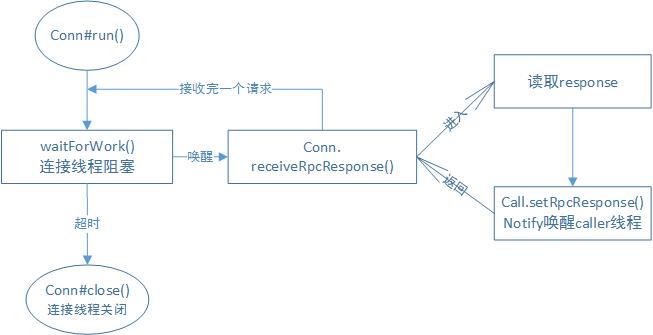 Conn#run()
接收完一个请求
读取response
进入
waitForWork()
连接线程阻塞
唤醒
Conn.
receiveRpcResponse()
返回
Call.setRpcResponse()
Notify唤醒caller线程
超时
Conn#close()
连接线程关闭